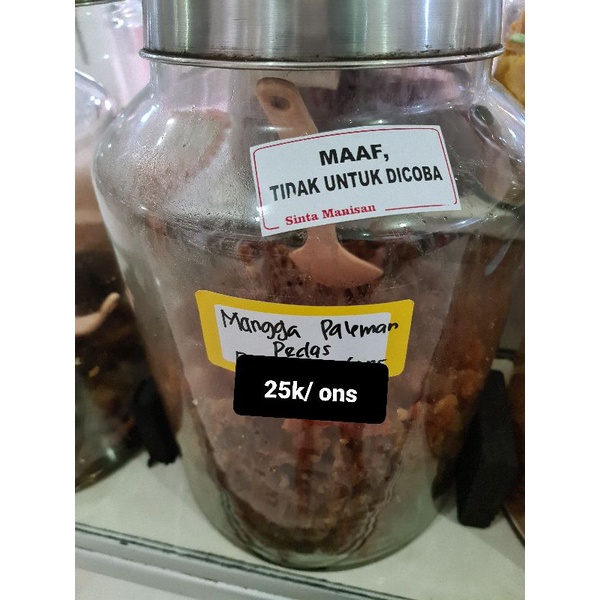 MAAF,
TIDAK UNTUK DICOBA
Sinta Manisan
Mangga Paleman
Pedas
25k/ ons